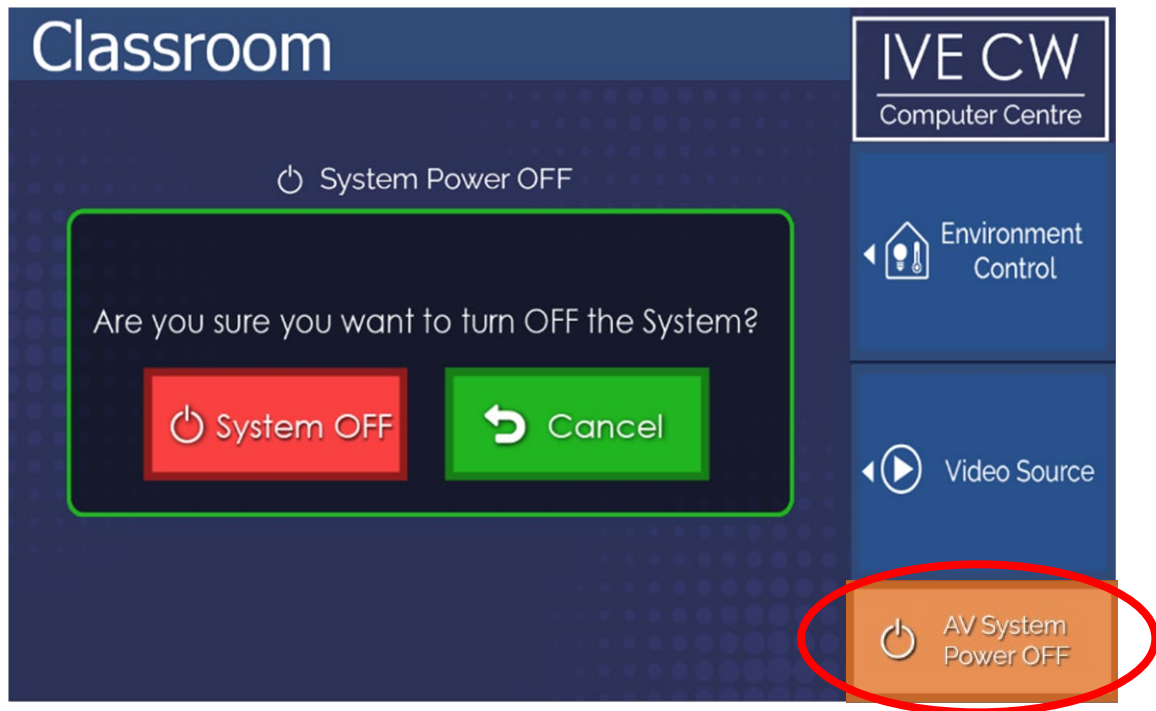 Classroom
IVE CW
Computer Centre
System Power OFF
Are you sure you want to turn OFF the System?
System OFF
Cancel
Environment
Control
Video Source
AV System
Power OFF